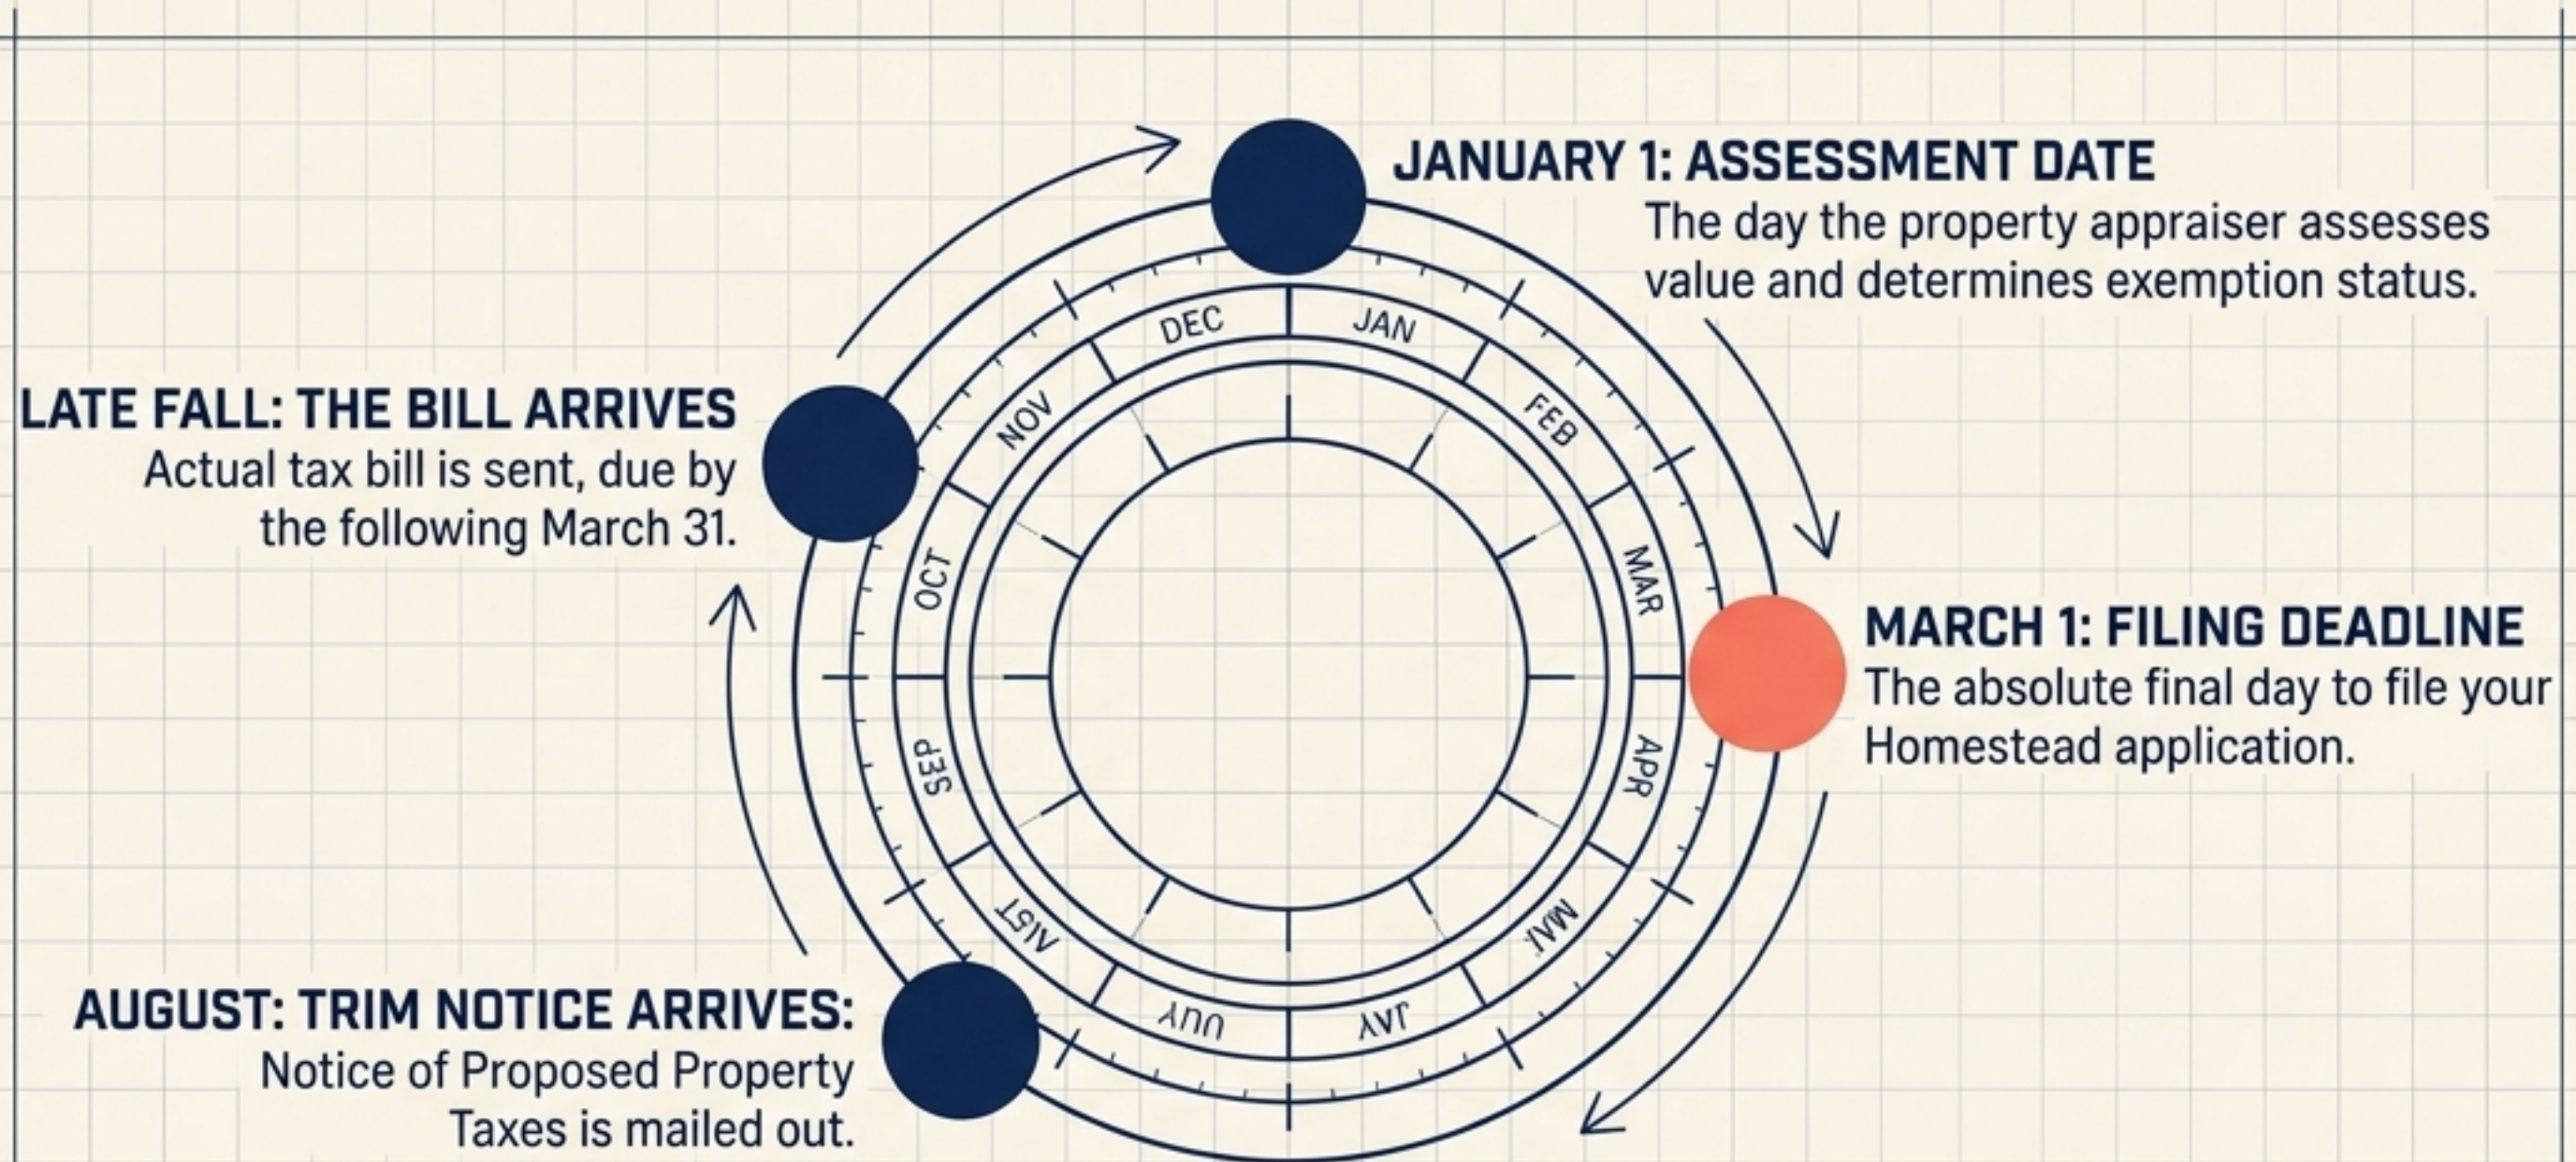 JANUARY 1: ASSESSMENT DATE
The day the property appraiser assesses
value and determines exemption status.
LATE FALL: THE BILL ARRIVES
Actual tax bill is sent, due by
the following March 31.
MARCH 1: FILING DEADLINE
The absolute final day to file your
Homestead application.
AUGUST: TRIM NOTICE ARRIVES:
Notice of Proposed Property
Taxes is mailed out.
JAN
FEB
MAR
APR
SEP
OCT
NOV
DEC